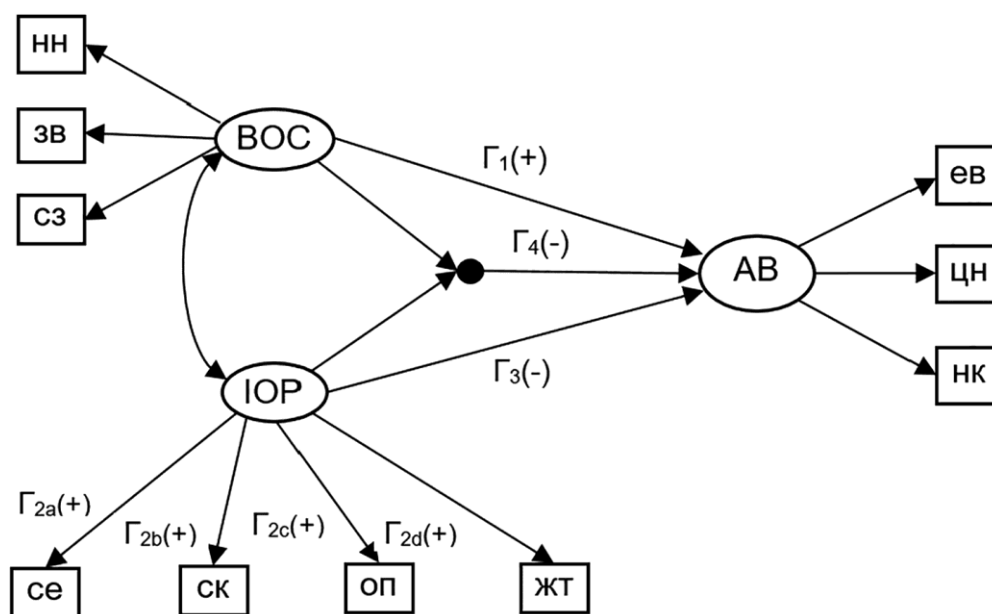 нн
зв
сз
ВОС
Г₁(+)
Г₄(-)
АВ
ев
цн
нк
ІОР
Г₃(-)
Г₂ₐ(+)
Г₂b(+)
Г₂c(+)
Г₂d(+)
се
ск
оп
жт